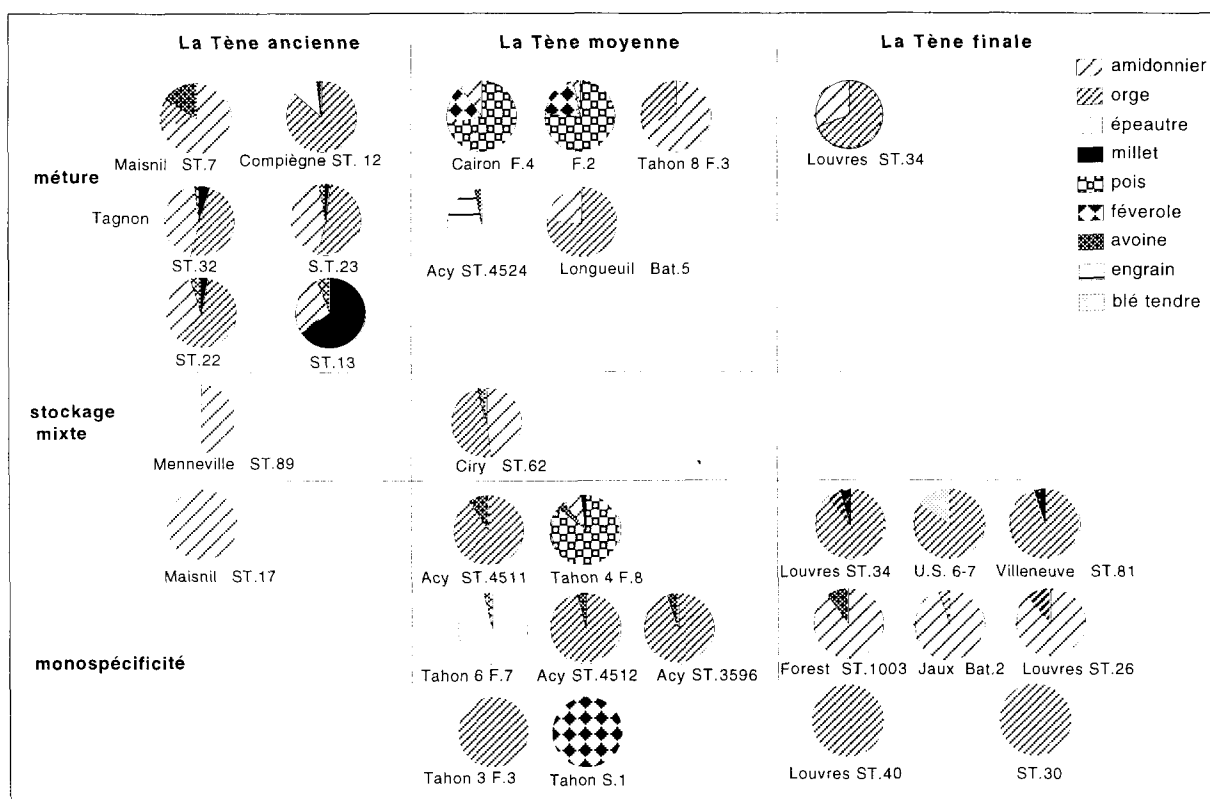 La Tène ancienne La Tène moyenne La Tène finale
amidonnier
orge
épeautre
millet
pois
féverole
avoine
engrain
blé tendre
méture
Maisnil ST.7 Compiègne ST. 12 Cairon F.4 F.2 Tahon 8 F.3 Louvres ST.34
Tagnon
ST.32 S.T.23 Acy ST.4524 Longueuil Bat.5
ST.22 ST.13
stockage
mixte
Menneville ST.89 Ciry ST.62
monospécificité
Maisnil ST.17 Acy ST.4511 Tahon 4 F.8 Louvres ST.34 U.S. 6-7 Villeneuve ST.81
Tahon 6 F.7 Acy ST.4512 Acy ST.3596 Forest ST.1003 Jaux Bat.2 Louvres ST.26
Tahon 3 F.3 Tahon S.1 Louvres ST.40 ST.30